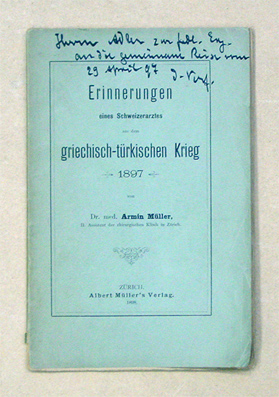 Herrn Adler zur frdl. Erg.
an die gemeinsame Reise vom
29 April 97 d. Verf.
Erinnerungen
eines Schweizerarztes
aus dem
griechisch-türkischen Krieg
1897
von
Dr. med. Armin Müller,
II. Assistent der chirurgischen Klinik in Zürich.
ZÜRICH.
Albert Müller's Verlag.
1898.